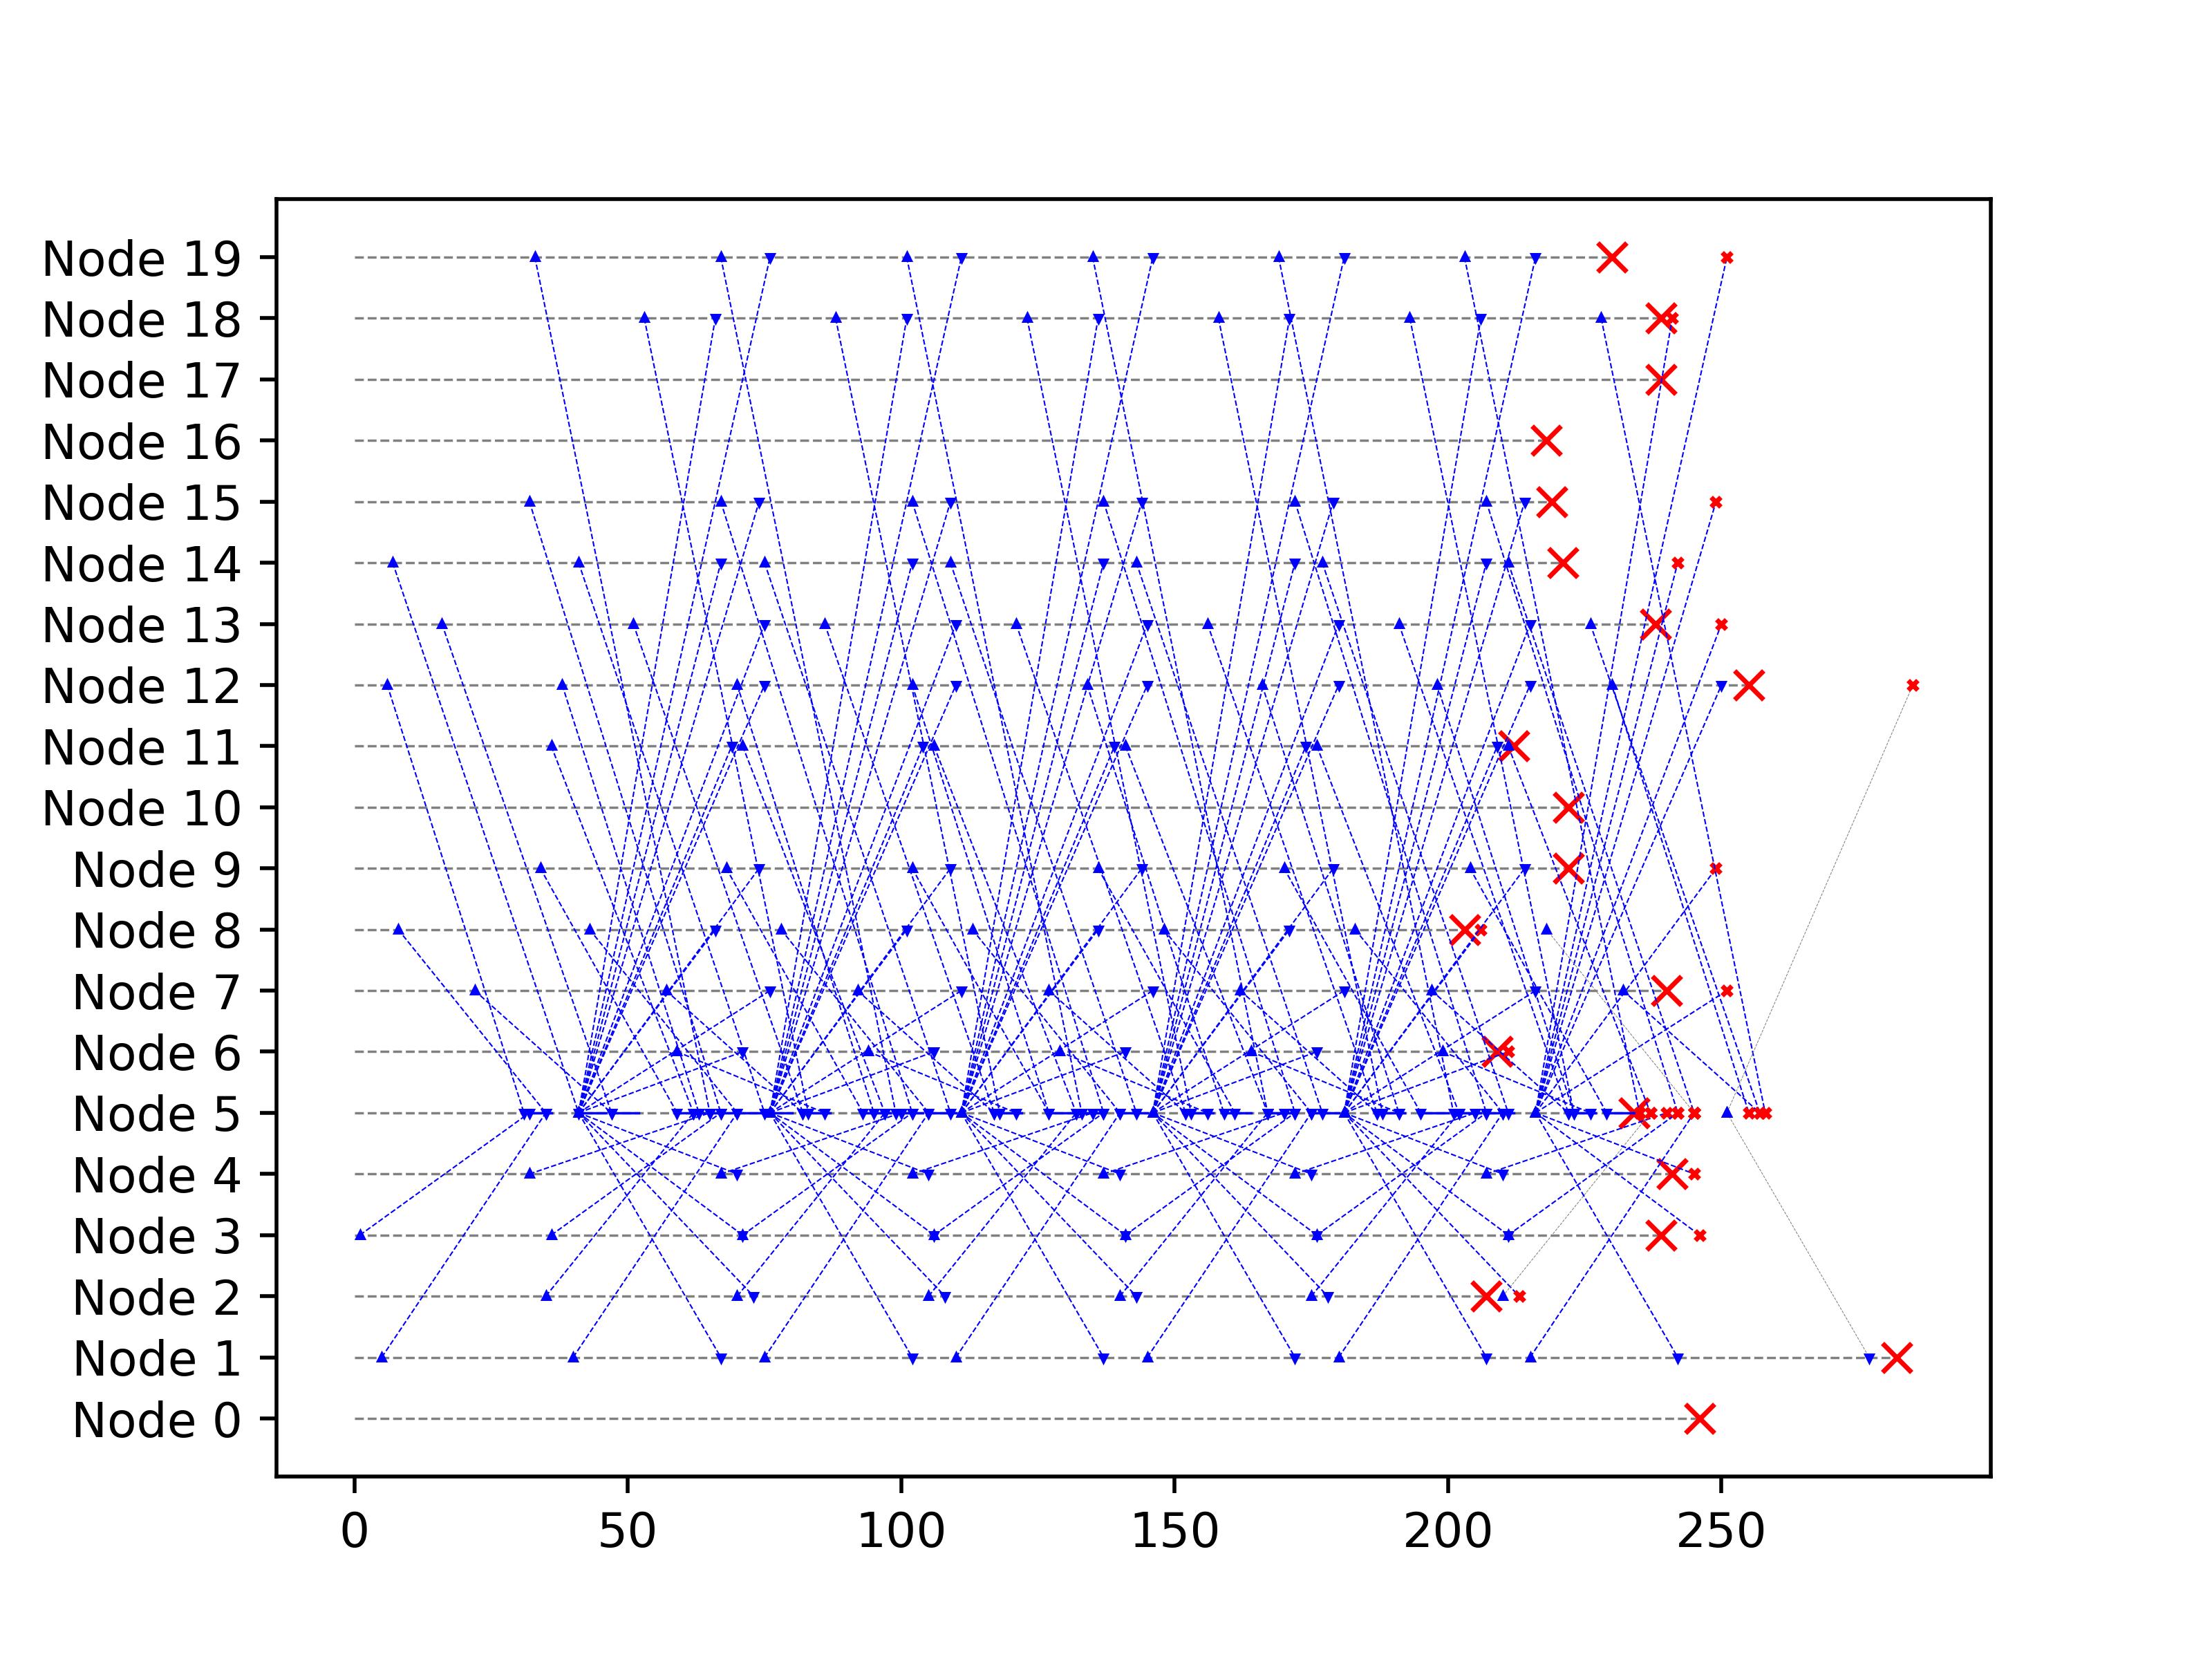 Node 19
Node 18
Node 17
Node 16
Node 15
Node 14
Node 13
Node 12
Node 11
Node 10
Node 9
Node 8
Node 7
Node 6
Node 5
Node 4
Node 3
Node 2
Node 1
Node 0
0 50 100 150 200 250